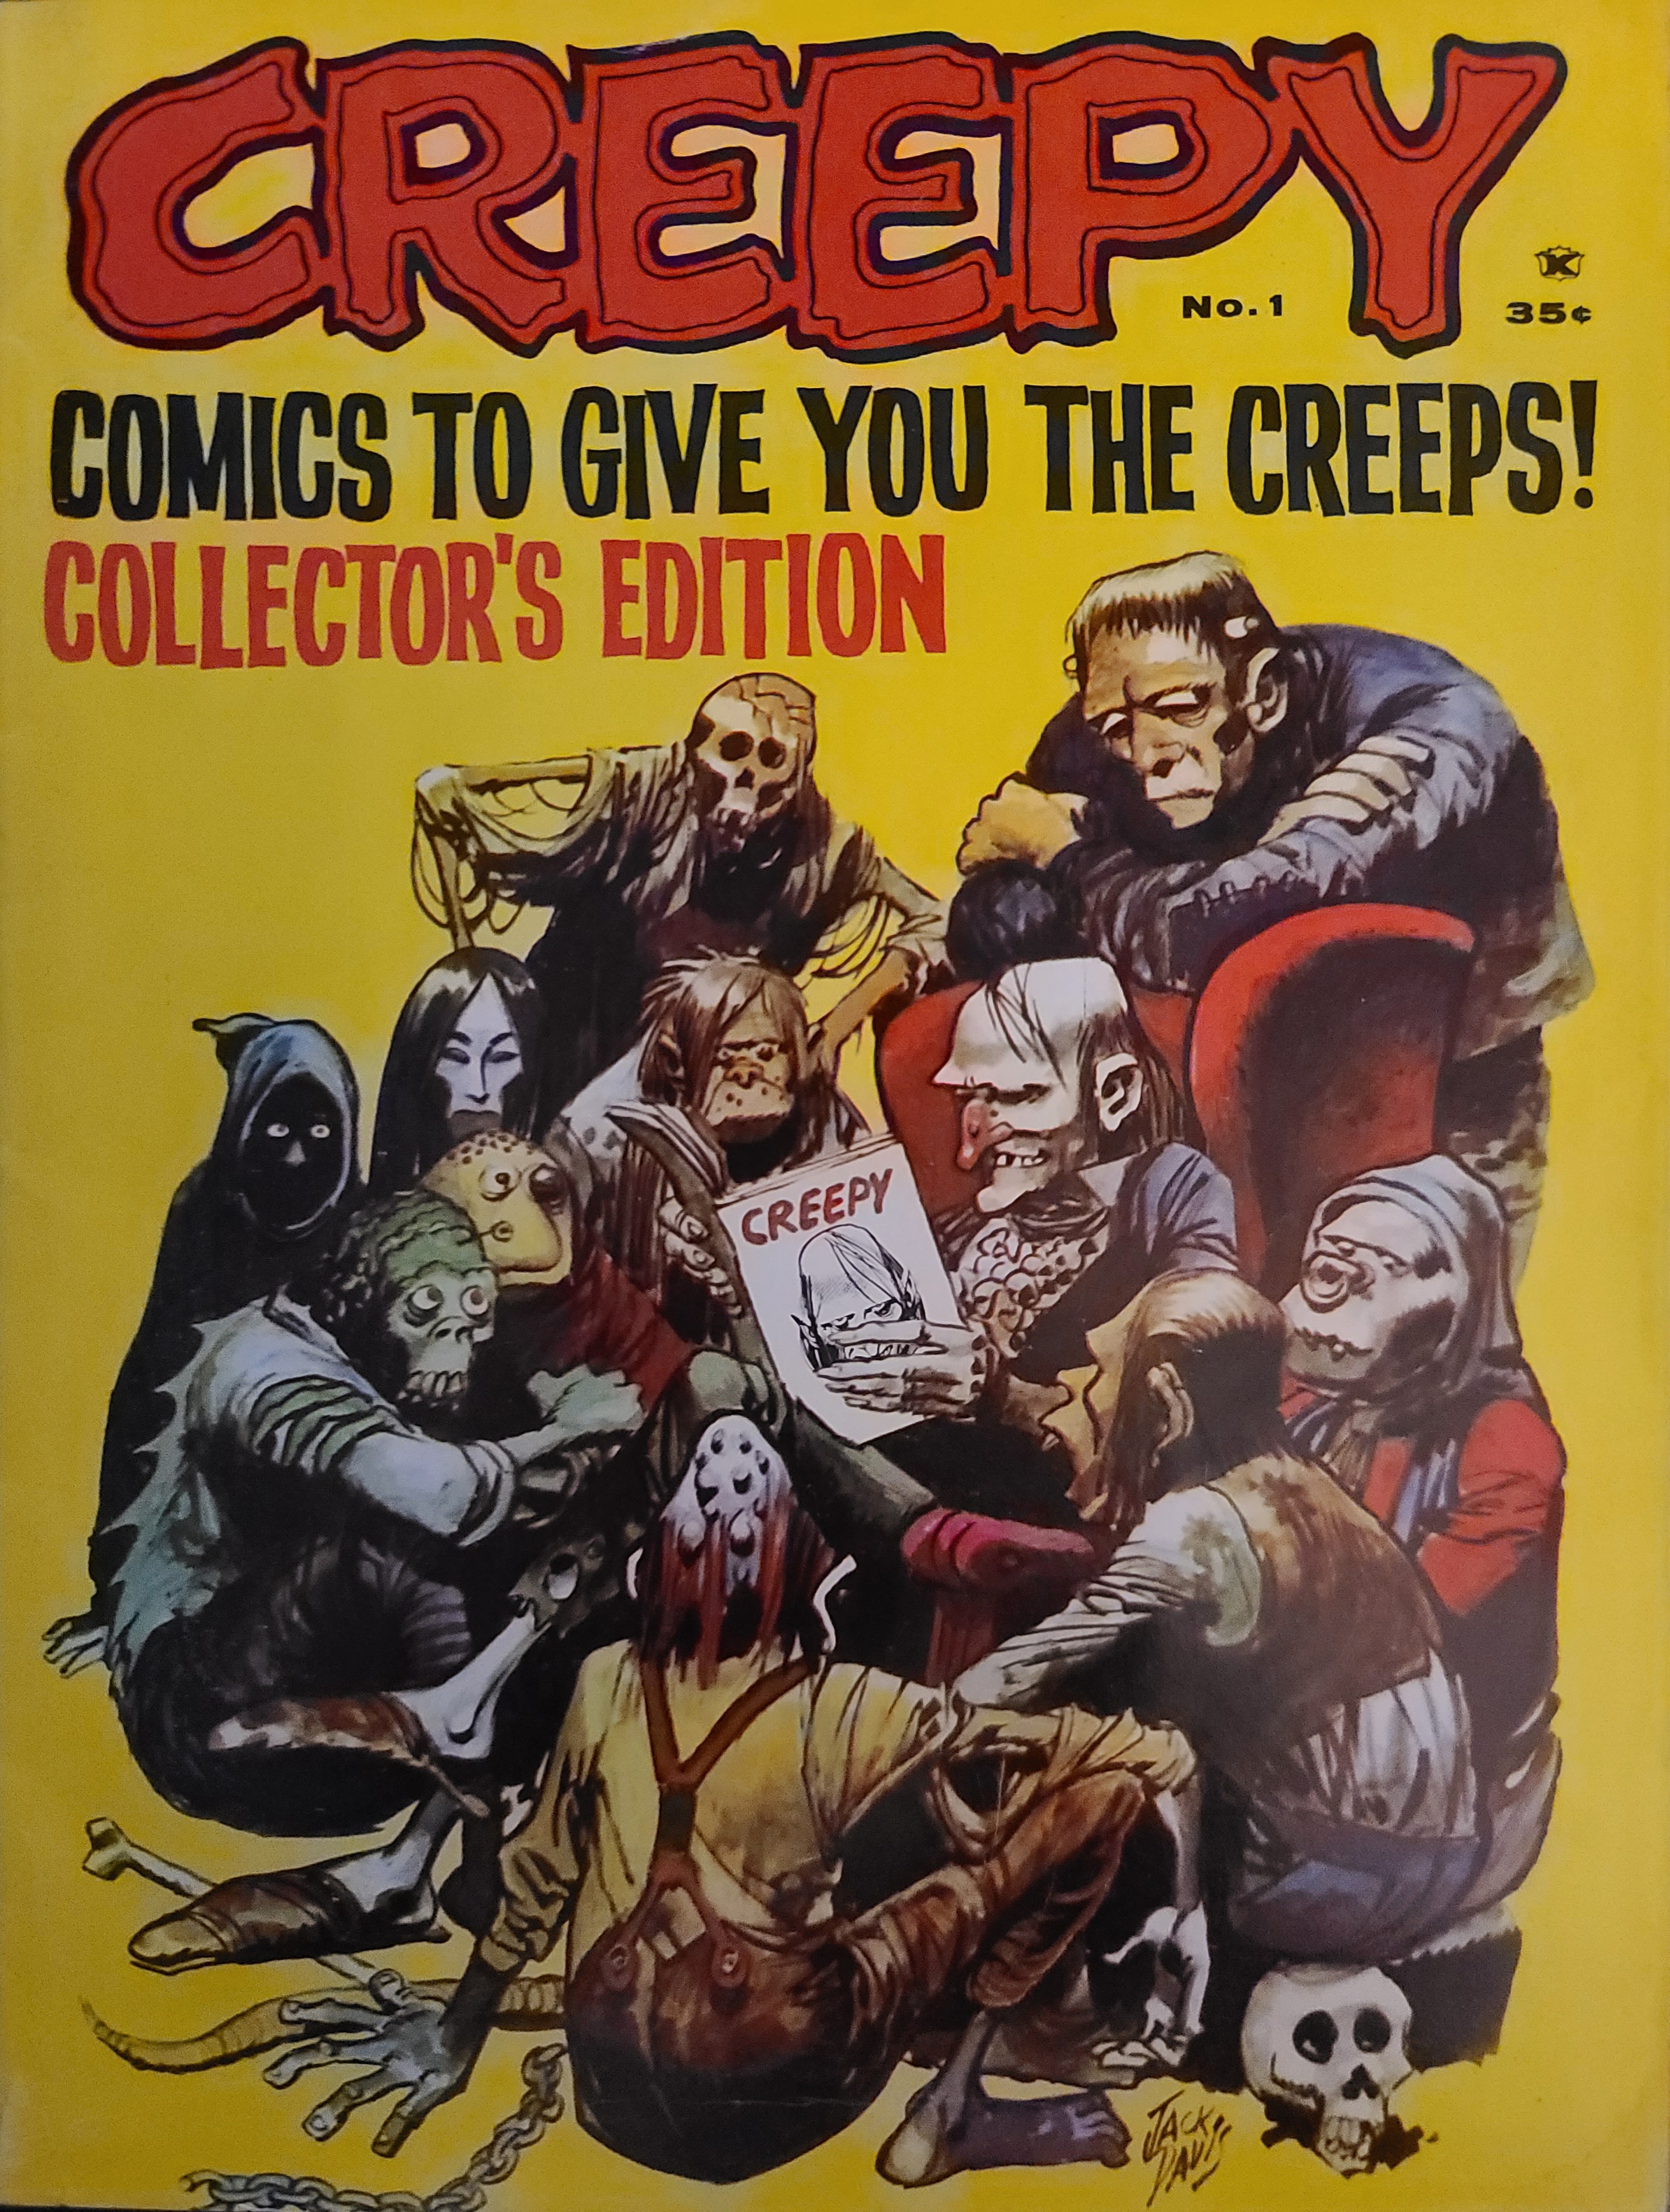 CREEPY
No.1
K
35¢
COMICS TO GIVE YOU THE CREEPS!
COLLECTOR'S EDITION
CREEPY
JACK
DAVIS